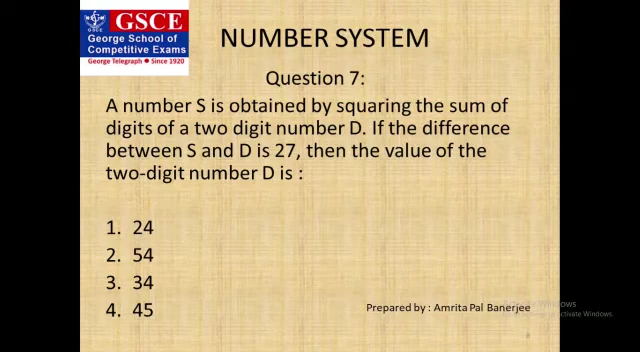 GSCE
GSCE
George School of
Competitive Exams
George Telegraph ● Since 1920
NUMBER SYSTEM
Question 7:
A number S is obtained by squaring the sum of
digits of a two digit number D. If the difference
between S and D is 27, then the value of the
two-digit number D is :
1. 24
2. 54
3. 34
4. 45
Prepared by : Amrita Pal Banerjee